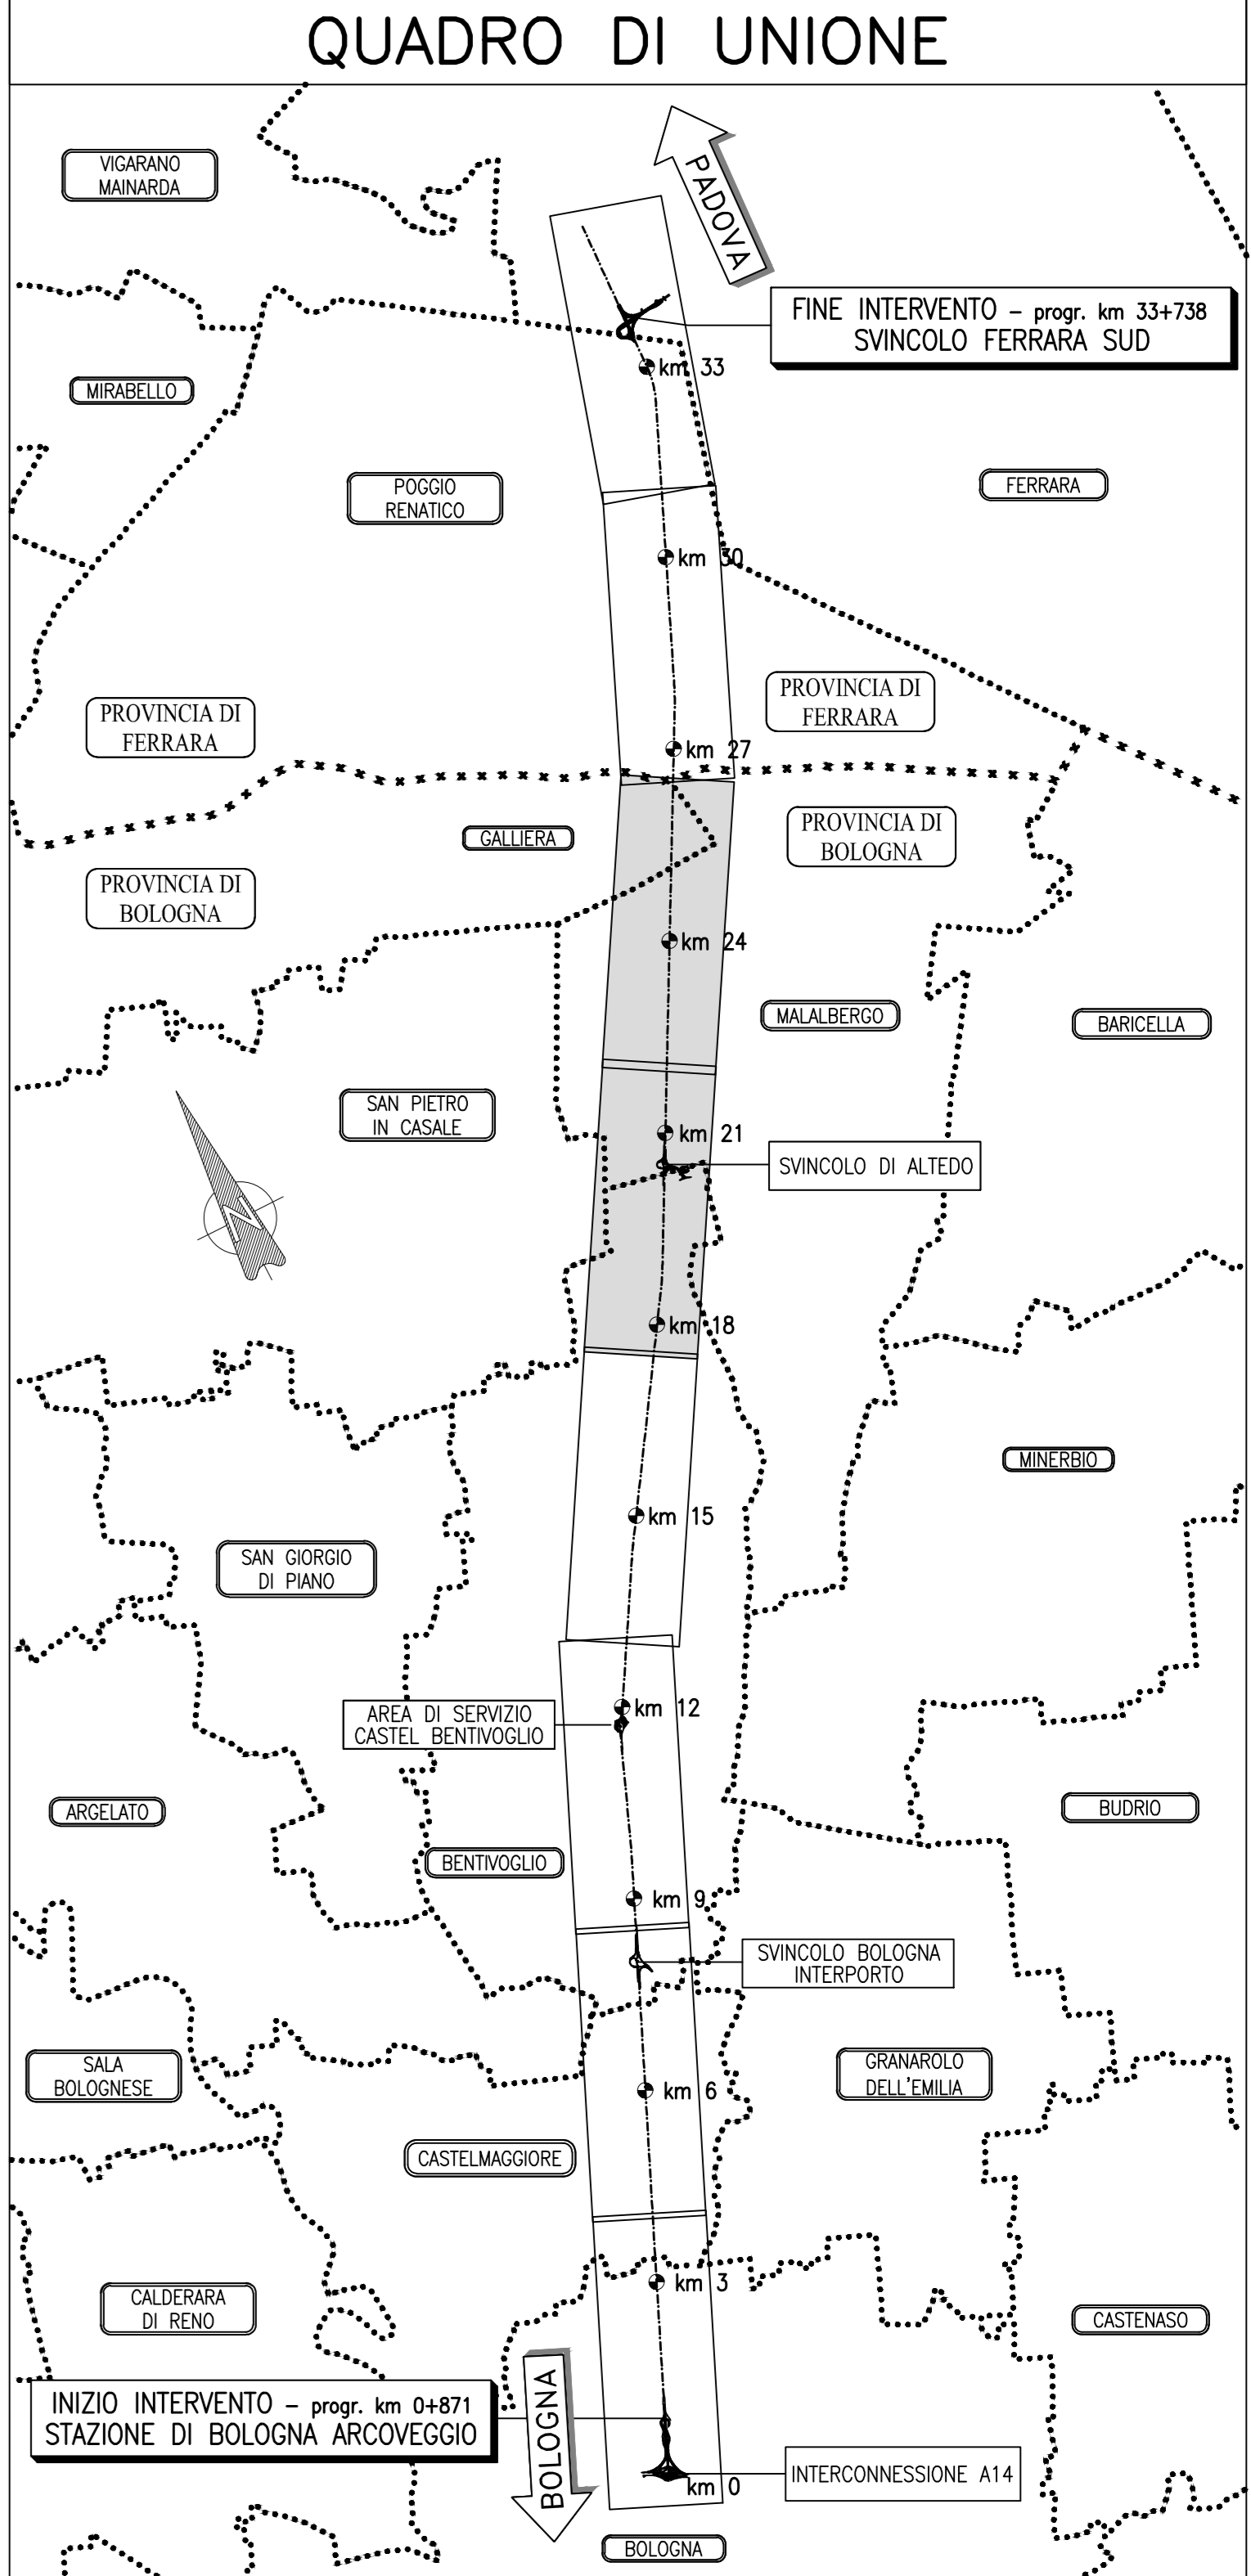 QUADRO DI UNIONE
VIGARANO
MAINARDA
PADOVA
FINE INTERVENTO – progr. km 33+738
SVINCOLO FERRARA SUD
km 33
MIRABELLO
POGGIO
RENATICO
FERRARA
km 30
PROVINCIA DI
FERRARA
PROVINCIA DI
FERRARA
km 27
GALLIERA
PROVINCIA DI
BOLOGNA
PROVINCIA DI
BOLOGNA
km 24
MALALBERGO
BARICELLA
SAN PIETRO
IN CASALE
km 21
SVINCOLO DI ALTEDO
N
km 18
MINERBIO
km 15
SAN GIORGIO
DI PIANO
km 12
AREA DI SERVIZIO
CASTEL BENTIVOGLIO
ARGELATO
BUDRIO
BENTIVOGLIO
km 9
SVINCOLO BOLOGNA
INTERPORTO
SALA
BOLOGNESE
GRANAROLO
DELL'EMILIA
km 6
CASTELMAGGIORE
km 3
CALDERARA
DI RENO
CASTENASO
INIZIO INTERVENTO – progr. km 0+871
STAZIONE DI BOLOGNA ARCOVEGGIO
BOLOGNA
INTERCONNESSIONE A14
km 0
BOLOGNA